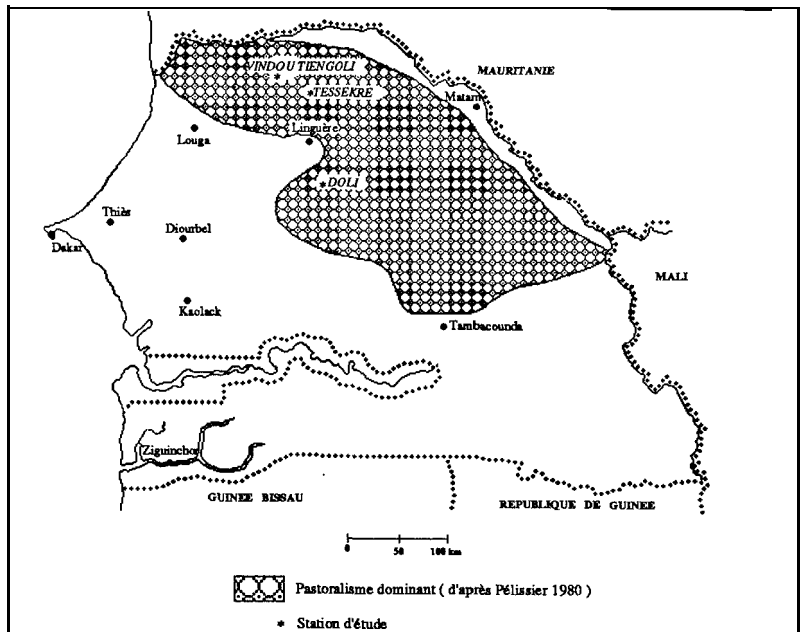 VINDOU TIENGOLI
MAURITANIE
*TESSEKRE
Matam
Louga
Linguère
*DOLI
Thiès
Diourbel
Dakar
MALI
Kaolack
Tambacounda
Ziguinchor
GUINEE BISSAU
REPUBLIQUE DE GUINEE
0 50 100 km
Pastoralisme dominant ( d'après Pélissier 1980 )
* Station d'étude